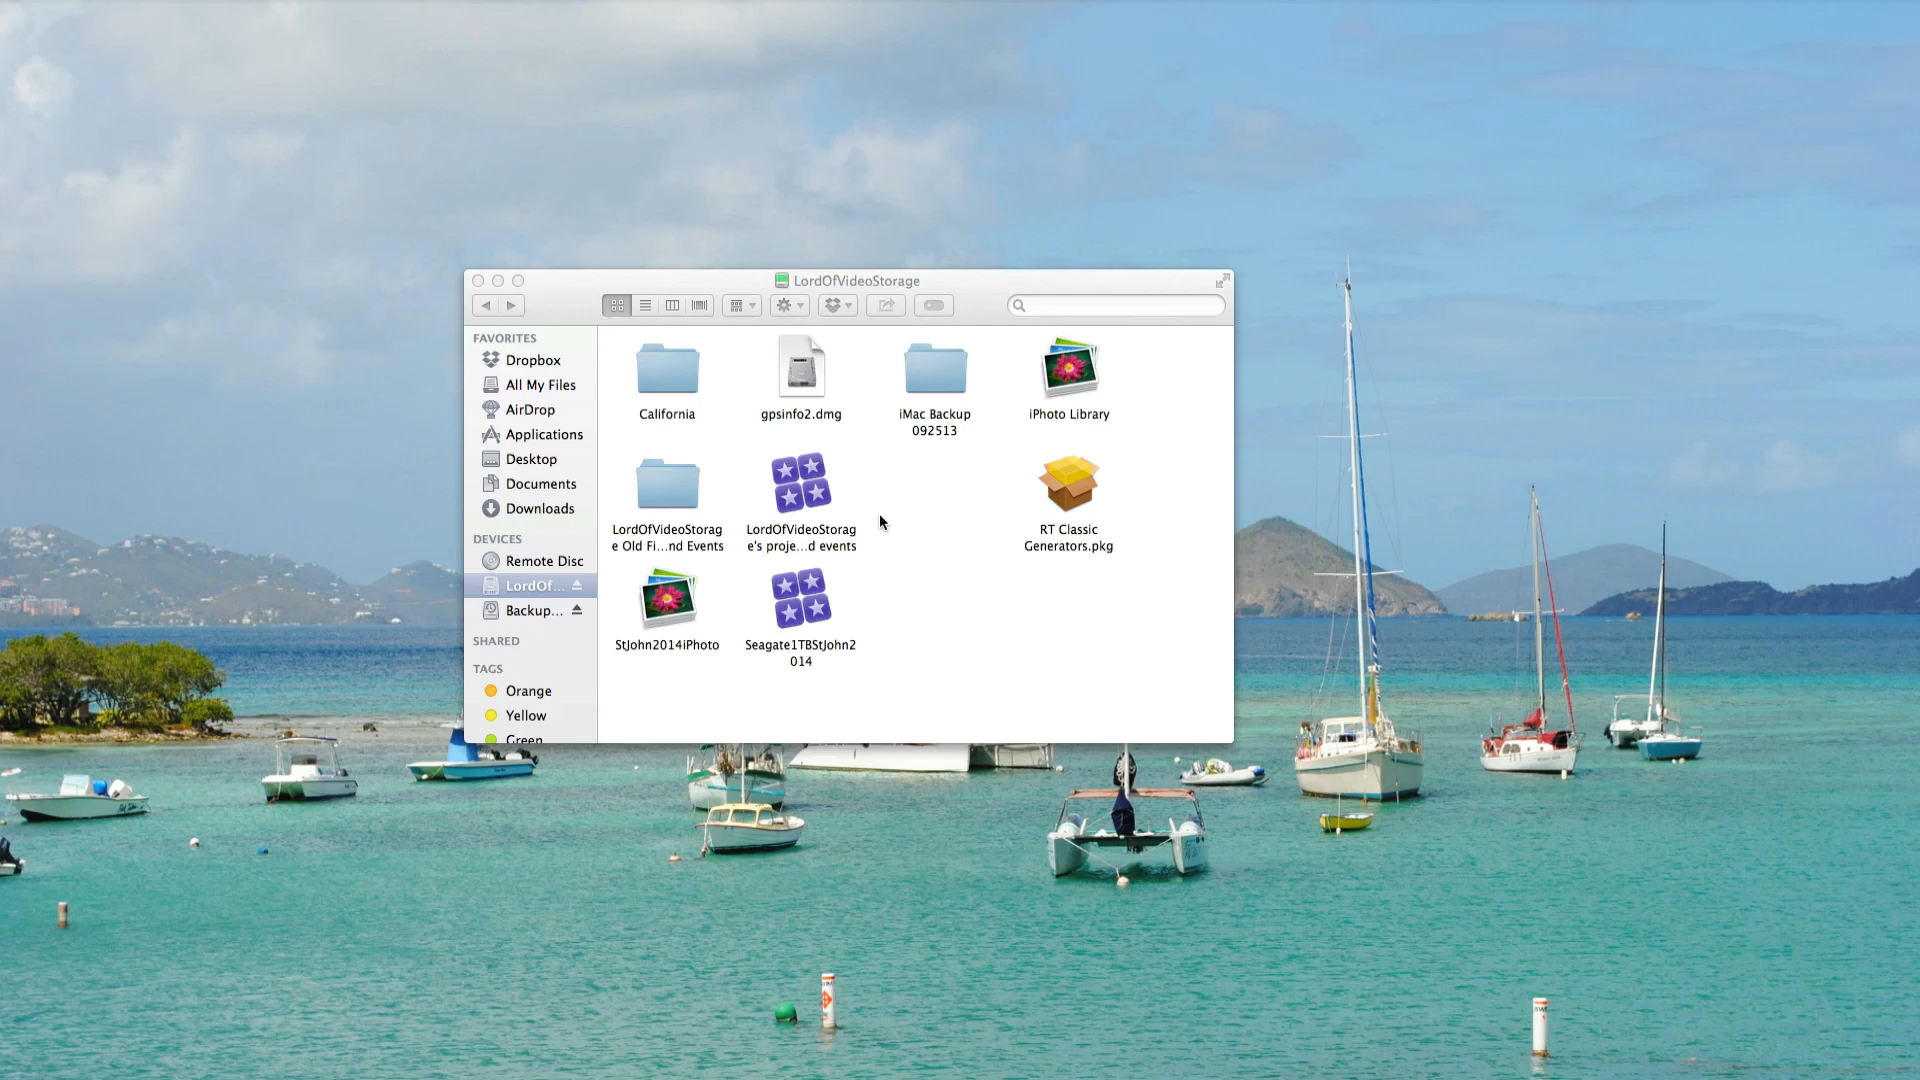 LordOfVideoStorage
FAVORITES
Dropbox
All My Files
AirDrop
Applications
Desktop
Documents
Downloads
DEVICES
Remote Disc
LordOf...
Backup...
SHARED
TAGS
Orange
Yellow
Green
California
gpsinfo2.dmg
iMac Backup
092513
iPhoto Library
LordOfVideoStorag
e Old Fi...nd Events
LordOfVideoStorag
e's proje...d events
RT Classic
Generators.pkg
StJohn2014iPhoto
Seagate1TBStJohn2
014